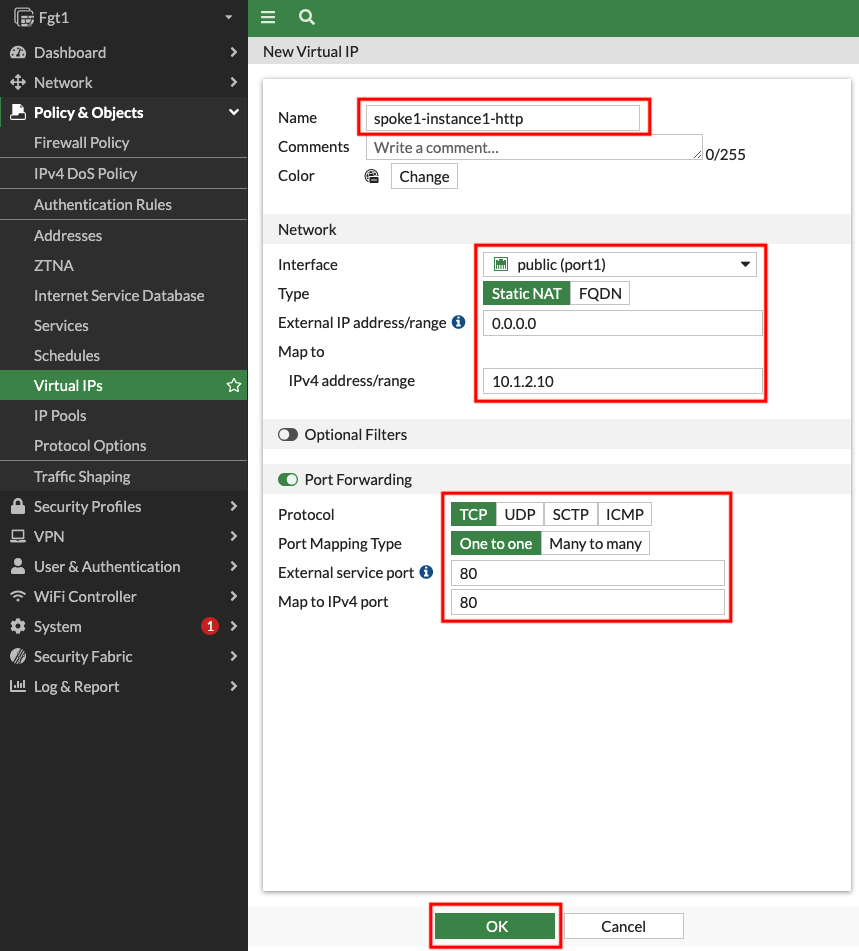 Fgt1
Dashboard
Network
Policy & Objects
Firewall Policy
IPv4 DoS Policy
Authentication Rules
Addresses
ZTNA
Internet Service Database
Services
Schedules
Virtual IPs
IP Pools
Protocol Options
Traffic Shaping
Security Profiles
VPN
User & Authentication
WiFi Controller
System 1
Security Fabric
Log & Report
New Virtual IP
Name spoke1-instance1-http
Comments Write a comment... 0/255
Color Change
Network
Interface public (port1)
Type Static NAT FQDN
External IP address/range 0.0.0.0
Map to
IPv4 address/range 10.1.2.10
Optional Filters
Port Forwarding
Protocol TCP UDP SCTP ICMP
Port Mapping Type One to one Many to many
External service port 80
Map to IPv4 port 80
OK Cancel